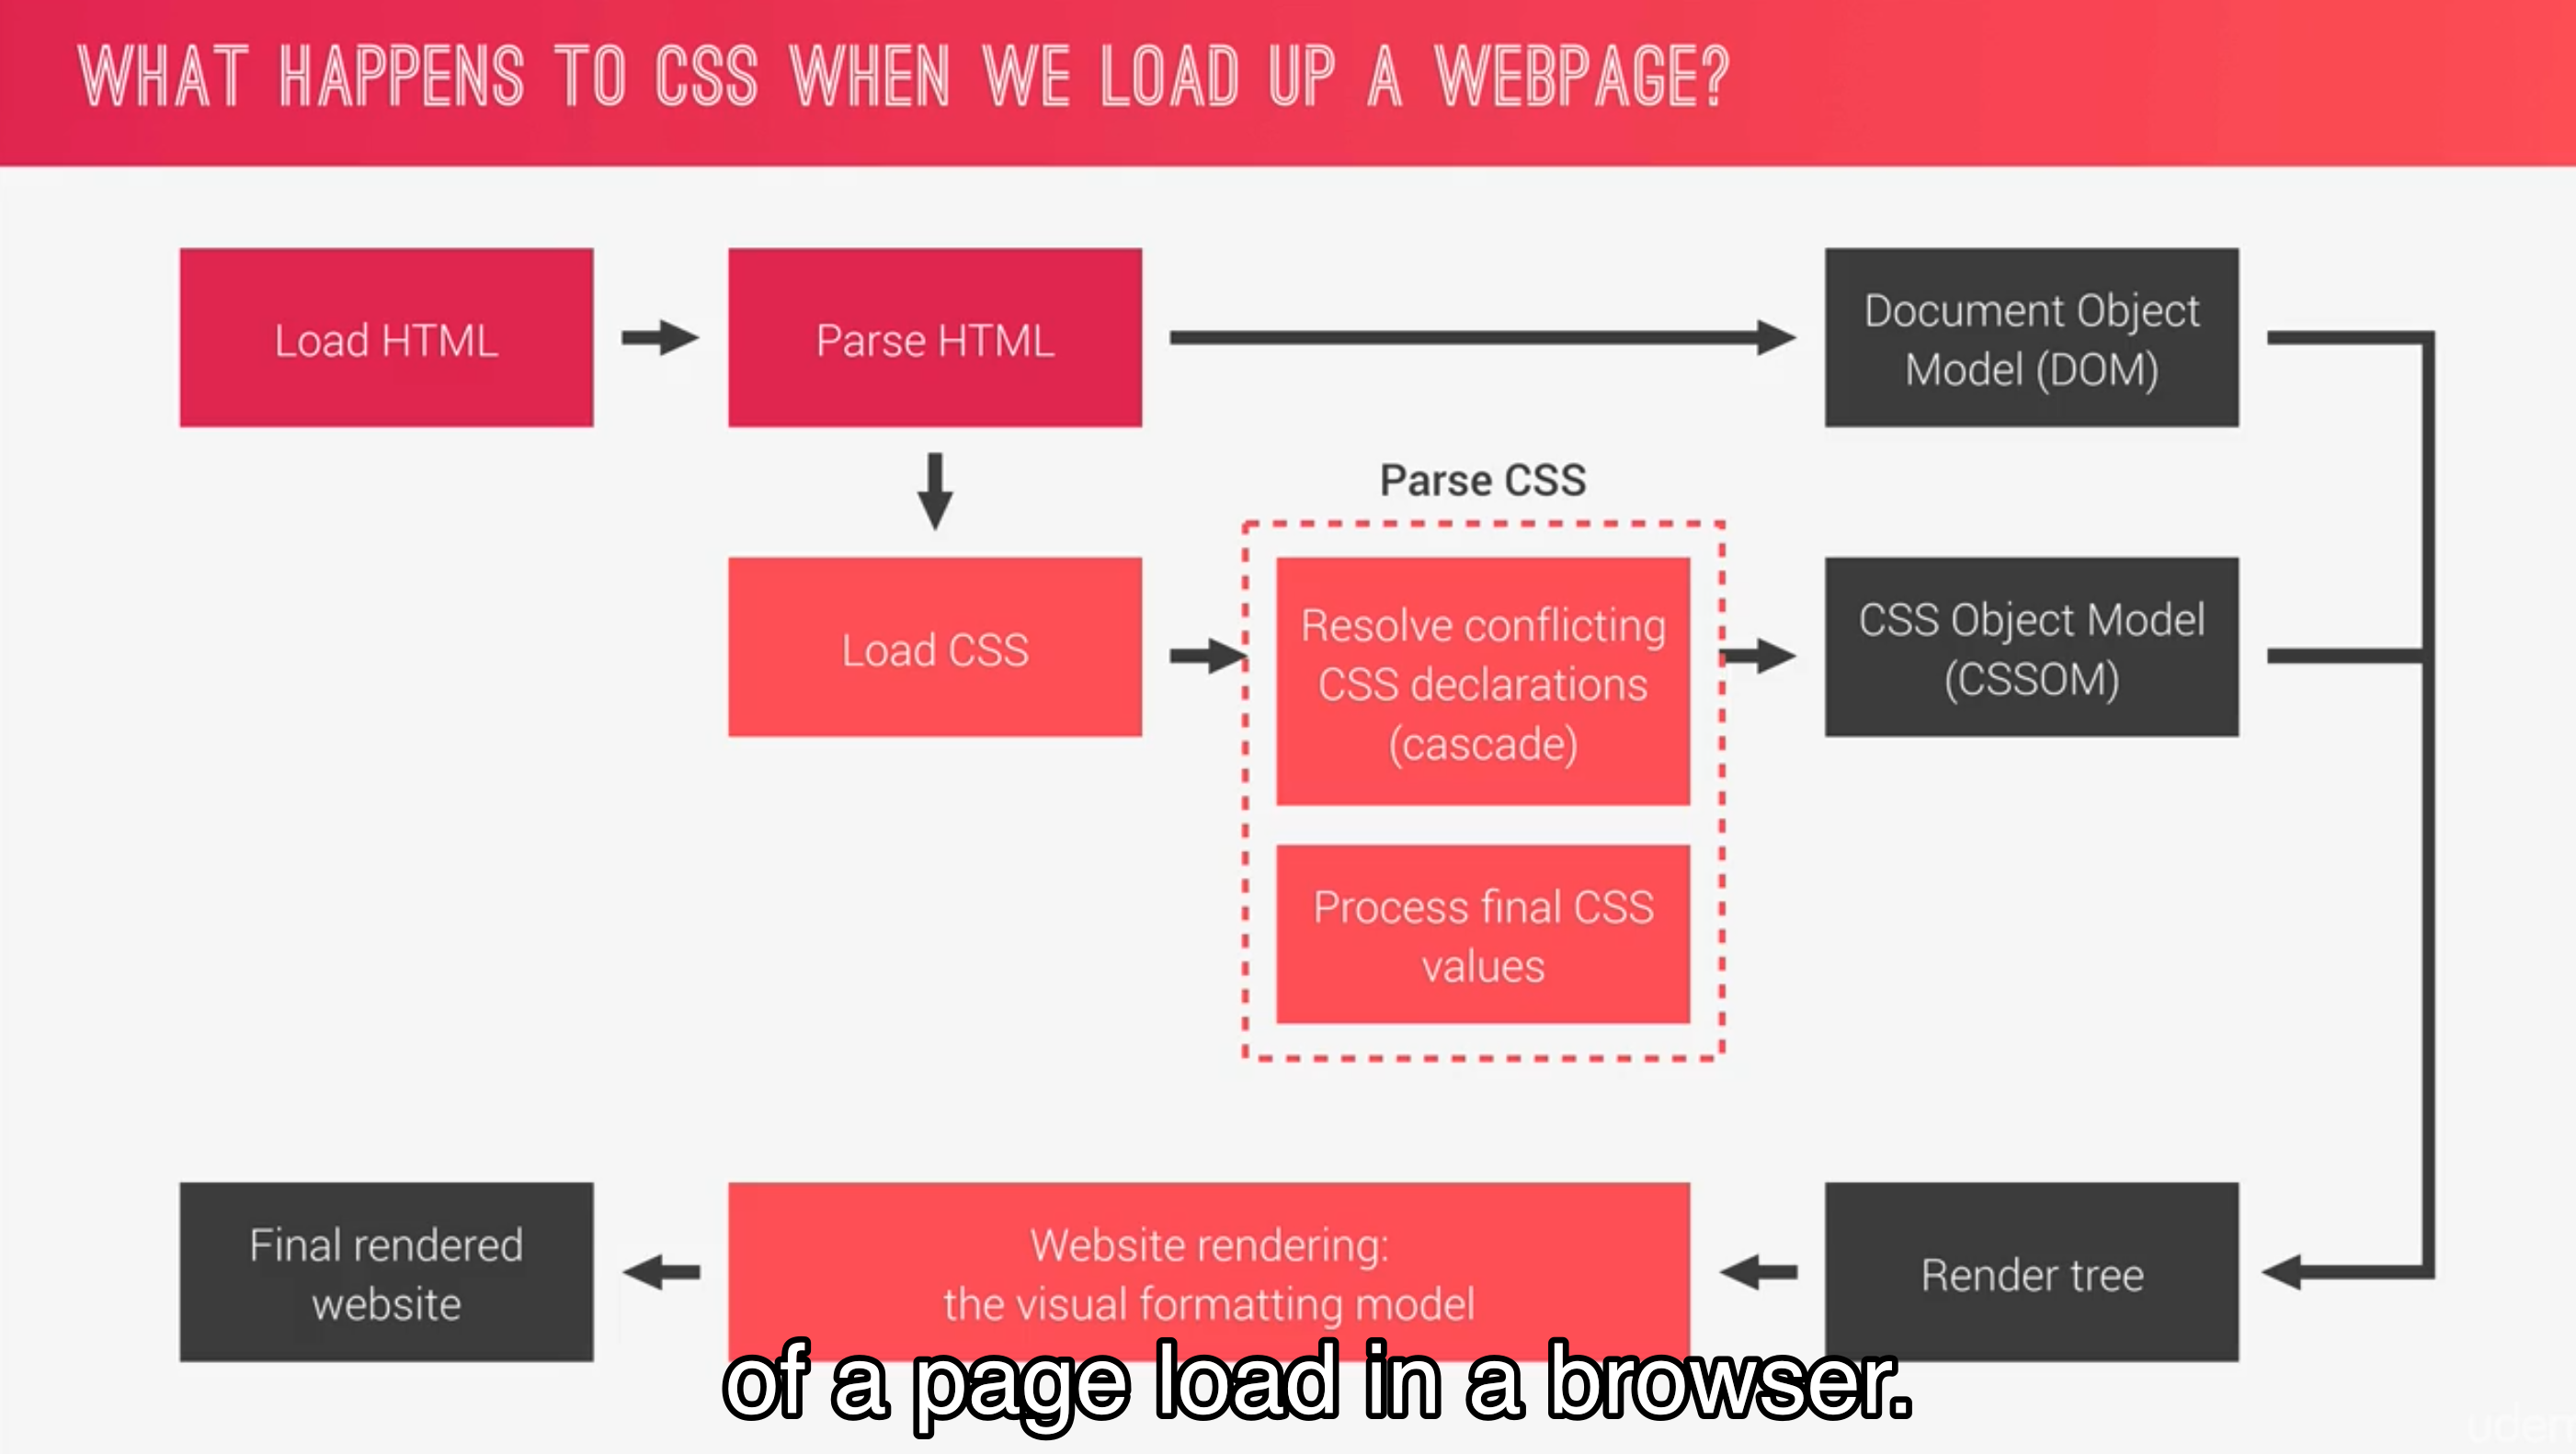 WHAT HAPPENS TO CSS WHEN WE LOAD UP A WEBPAGE?
Load HTML
Parse HTML
Document Object
Model (DOM)
Parse CSS
Load CSS
Resolve conflicting
CSS declarations
(cascade)
CSS Object Model
(CSSOM)
Process final CSS
values
Final rendered
website
Website rendering:
the visual formatting model
Render tree
of a page load in a browser.